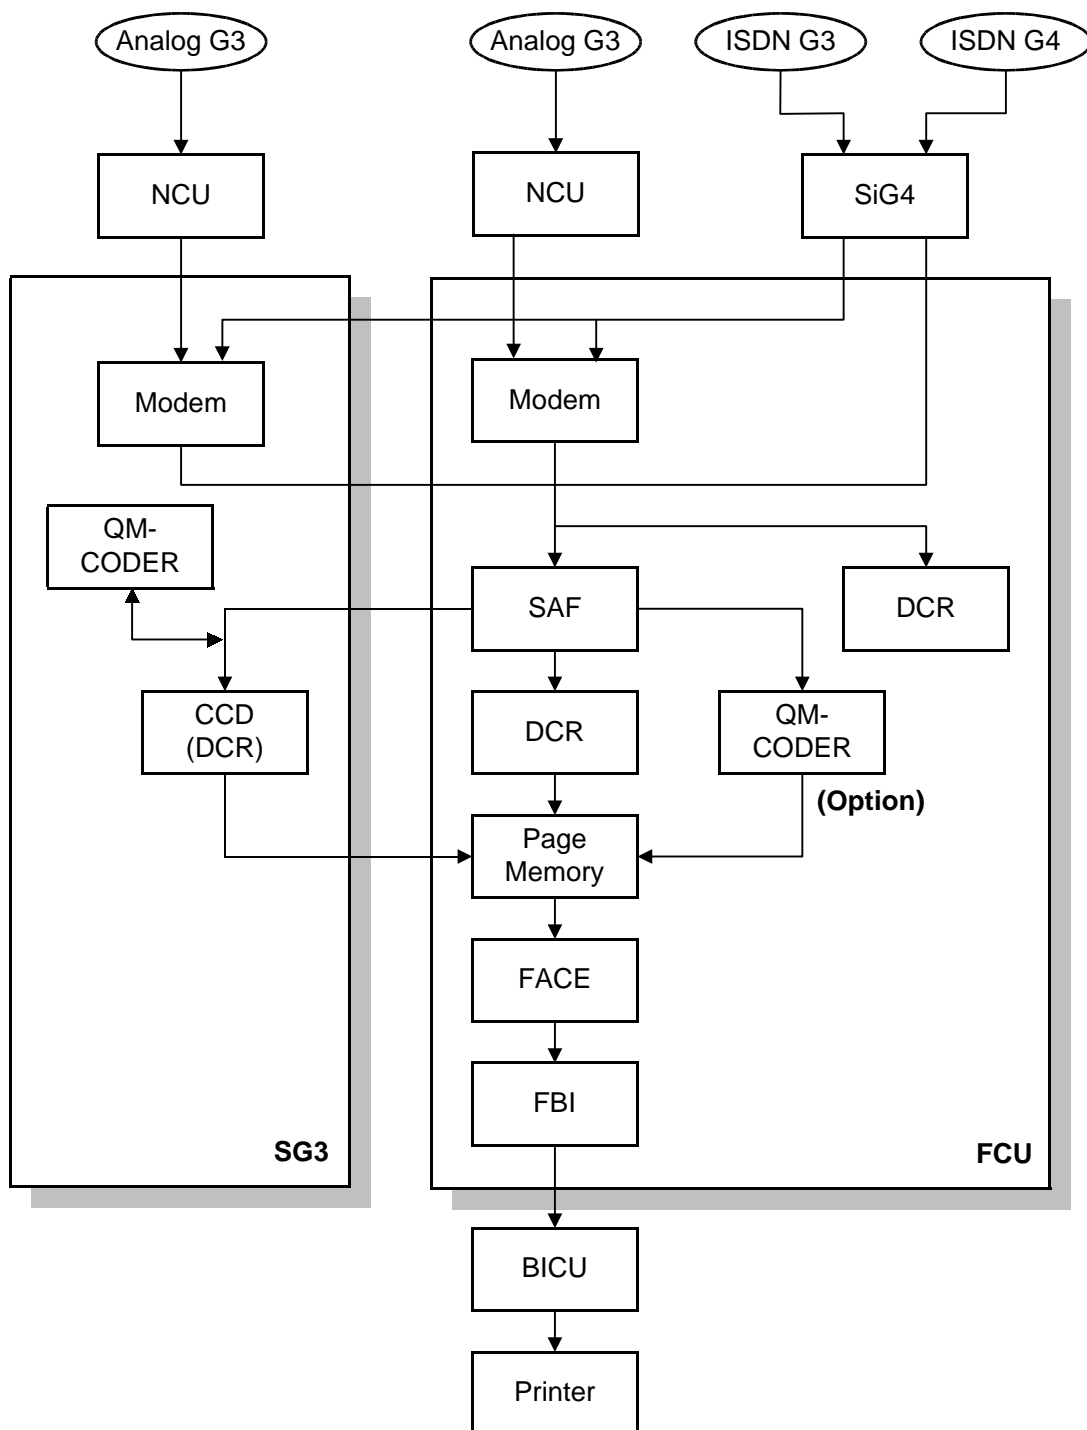 Analog G3
Analog G3
ISDN G3
ISDN G4
NCU
NCU
SiG4
Modem
Modem
QM-
CODER
SAF
DCR
CCD
(DCR)
DCR
QM-
CODER
(Option)
Page
Memory
FACE
FBI
SG3
FCU
BICU
Printer